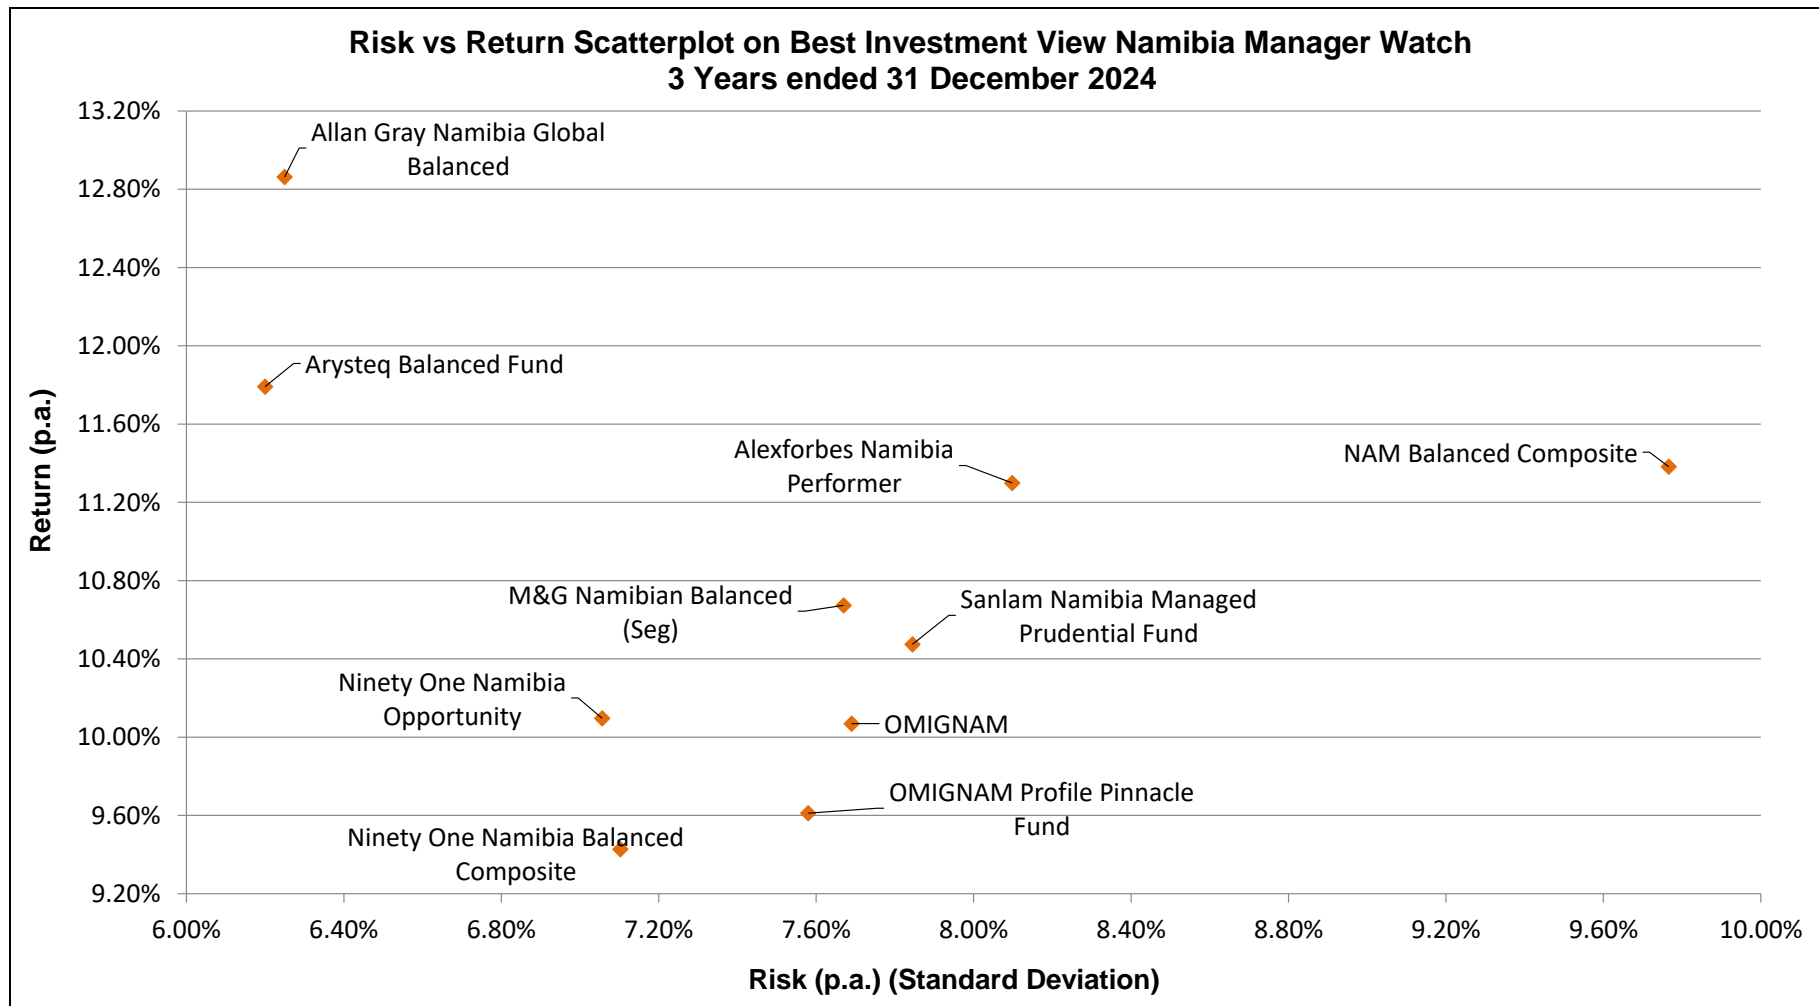 Risk vs Return Scatterplot on Best Investment View Namibia Manager Watch
3 Years ended 31 December 2024
Return (p.a.)
13.20%
12.80%
12.40%
12.00%
11.60%
11.20%
10.80%
10.40%
10.00%
9.60%
9.20%
Allan Gray Namibia Global
Balanced
Arysteq Balanced Fund
Alexforbes Namibia
Performer
NAM Balanced Composite
M&G Namibian Balanced
(Seg)
Sanlam Namibia Managed
Prudential Fund
Ninety One Namibia
Opportunity
OMIGNAM
OMIGNAM Profile Pinnacle
Fund
Ninety One Namibia Balanced
Composite
6.00%
6.40%
6.80%
7.20%
7.60%
8.00%
8.40%
8.80%
9.20%
9.60%
10.00%
Risk (p.a.) (Standard Deviation)